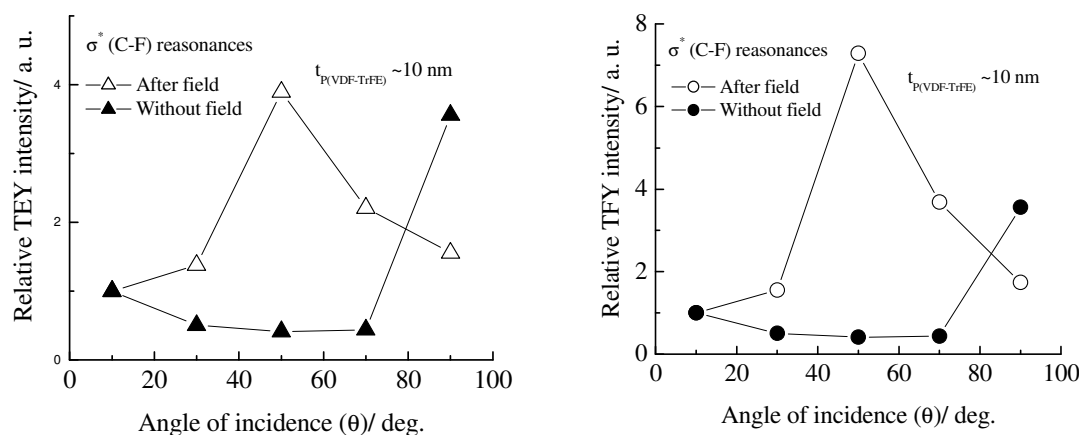 σ* (C-F) reasonances
After field
Without field
t P(VDF-TrFE) ~10 nm
Relative TEY intensity/ a. u.
4
2
0
0 20 40 60 80 100
Angle of incidence (θ)/ deg.
σ* (C-F) reasonances
After field
Without field
t P(VDF-TrFE) ~10 nm
Relative TFY intensity/ a. u.
8
6
4
2
0
0 20 40 60 80 100
Angle of incidence (θ)/ deg.